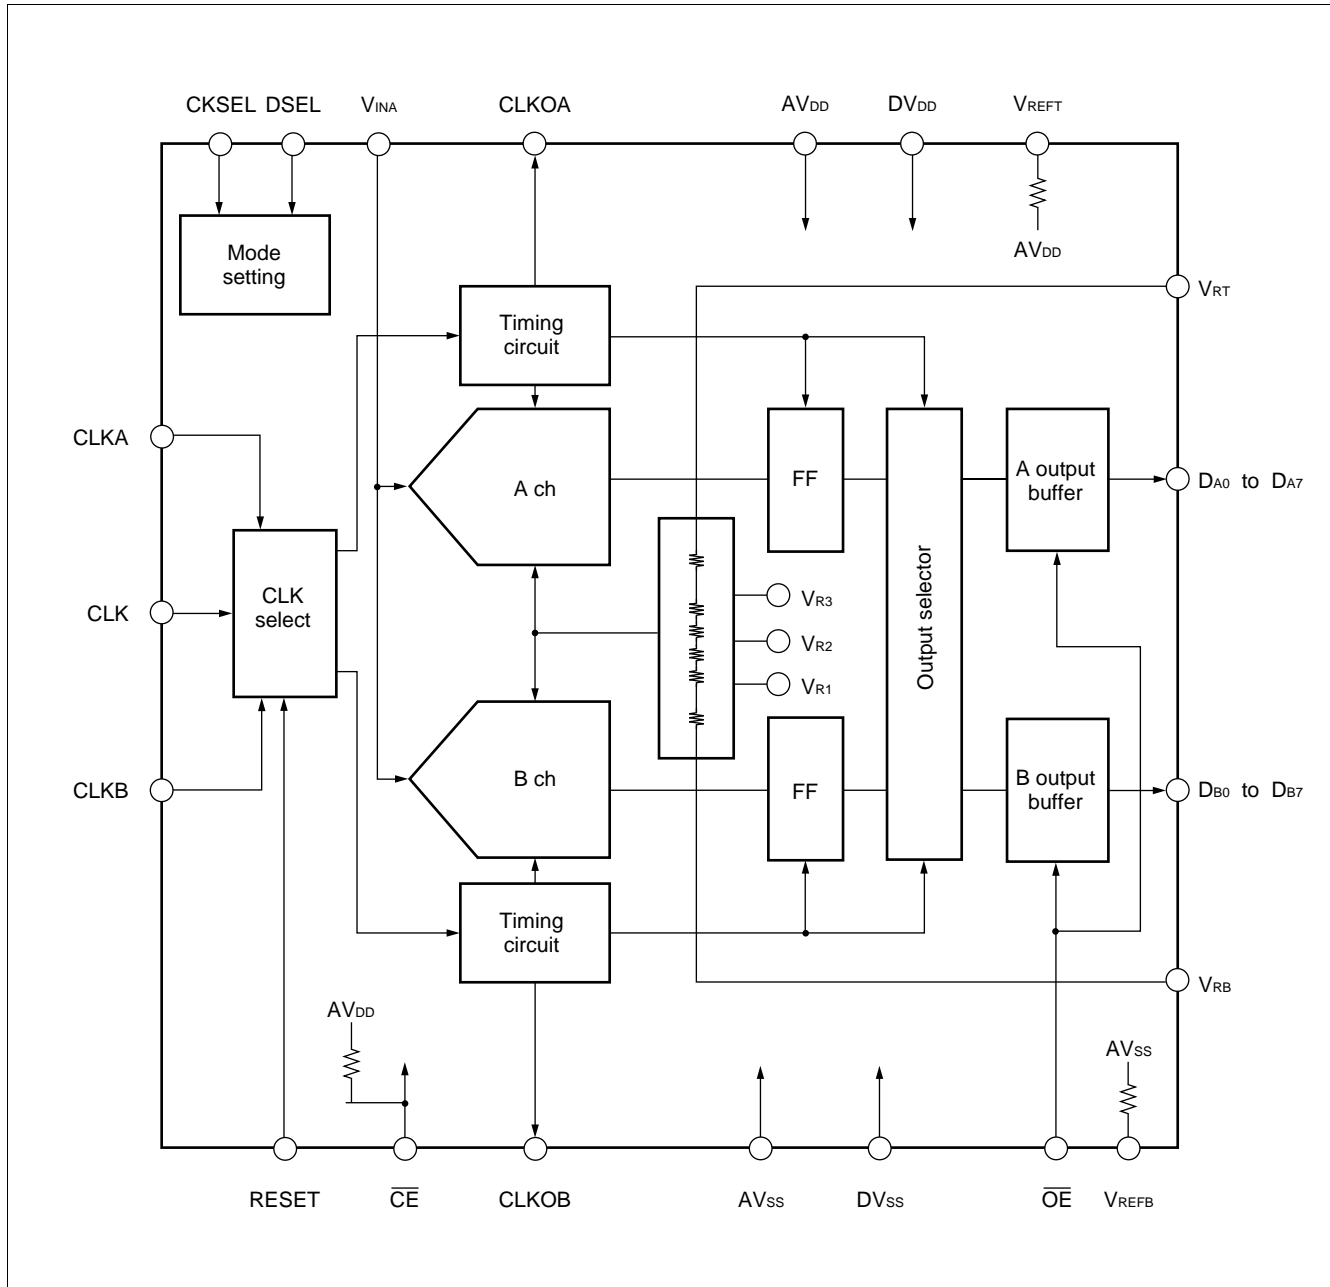 CKSEL DSEL VINA CLKOA AVDD DVDD VREFT
Mode
setting
AVDD
VRT
Timing
circuit
CLKA
A ch
FF
A output
buffer
DA0 to DA7
CLK
CLK
select
VR3
VR2
VR1
Output selector
CLKB
B ch
FF
B output
buffer
DB0 to DB7
Timing
circuit
VRB
AVDD
AVSS
RESET CE CLKOB AVSS DVSS OE VREFB